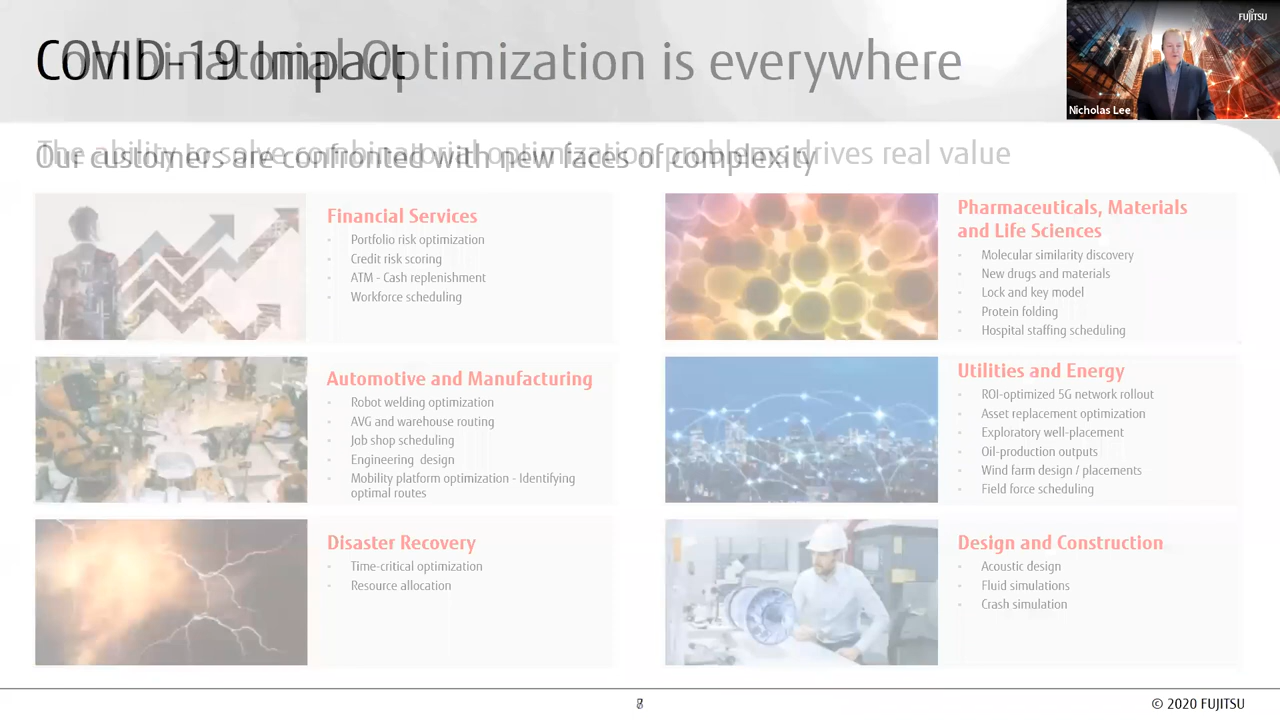 COVID-19 Impact
Combinatorial Optimization is everywhere
FUJITSU
Nicholas Lee
The ability to solve combinatorial optimization problems drives real value
Our customers are confronted with new faces of complexity
Financial Services
Portfolio risk optimization
Credit risk scoring
ATM - Cash replenishment
Workforce scheduling
Pharmaceuticals, Materials
and Life Sciences
Molecular similarity discovery
New drugs and materials
Lock and key model
Protein folding
Hospital staffing scheduling
Automotive and Manufacturing
Robot welding optimization
AVG and warehouse routing
Job shop scheduling
Engineering design
Mobility platform optimization - Identifying
optimal routes
Utilities and Energy
ROI-optimized 5G network rollout
Asset replacement optimization
Exploratory well-placement
Oil-production outputs
Wind farm design / placements
Field force scheduling
Disaster Recovery
Time-critical optimization
Resource allocation
Design and Construction
Acoustic design
Fluid simulations
Crash simulation
© 2020 FUJITSU